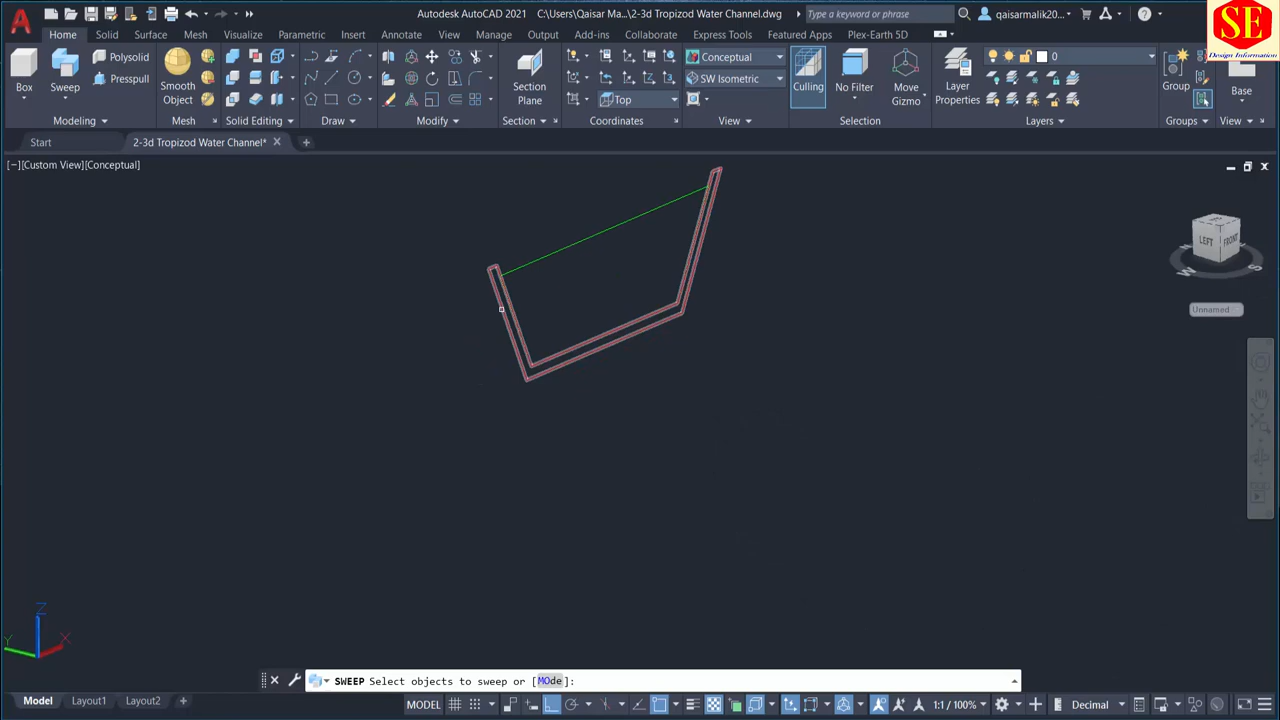 Autodesk AutoCAD 2021 C:\Users\Qaisar Ma...\2-3d Tropizod Water Channel.dwg
Type a keyword or phrase
qaisarmalik20...
SE
Design Information
Home Solid Surface Mesh Visualize Parametric Insert Annotate View Manage Output Add-ins Collaborate Express Tools Featured Apps Plex-Earth 5D
Polysolid
Presspull
Box
Sweep
Smooth
Object
Section
Plane
Top
Conceptual
SW Isometric
Culling
No Filter
Move
Gizmo
Layer
Properties
0
Group
Base
Modeling
Mesh
Solid Editing
Draw
Modify
Section
Coordinates
View
Selection
Layers
Groups
View
Start
2-3d Tropizod Water Channel*
[−][Custom View][Conceptual]
LEFT
FRONT
W
S
Unnamed
Z
Y
X
SWEEP Select objects to sweep or [MOde]:
Model Layout1 Layout2
MODEL
1:1 / 100%
Decimal